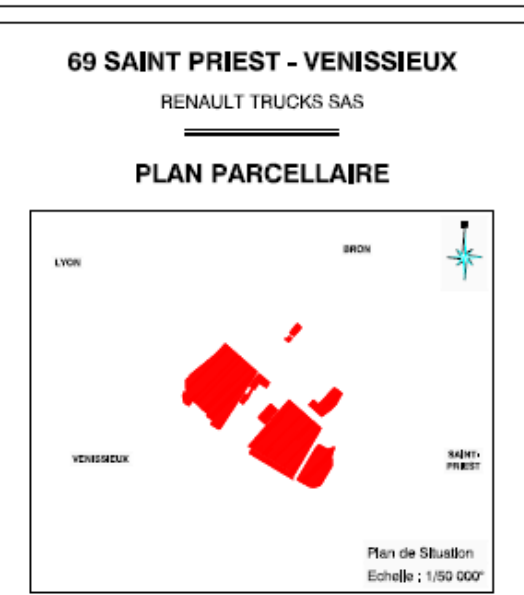 69 SAINT PRIEST - VENISSIEUX
RENAULT TRUCKS SAS
PLAN PARCELLAIRE
LYON
BRON
VENISSIEUX
SAINT-
PRIEST
Plan de Situation
Echelle : 1/50 000°